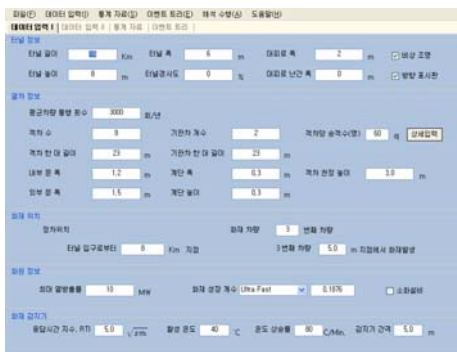 파일(F) 데이터 입력(I) 통계 자료(S) 이벤트 트리(E) 해석 수행(A) 도움말(H)
데이터 입력 I 데이터 입력 II 통계 자료 이벤트 트리
터널 정보
터널 길이 Km 터널 폭 6 m 대피로 폭 2 m 비상 조명
터널 높이 8 m 터널경사도 0 % 대피로 난간 폭 0 m 방향 표시판
열차 정보
평균차량 통행 횟수 3000 회/년
객차 수 9 기관차 개수 2 객차당 승객수(명) 60 명 상세입력
객차 한 대 길이 23 m 기관차 한 대 길이 23 m
내부 문 폭 1.2 m 계단 폭 0.3 m 객차 천정 높이 3.0 m
외부 문 폭 1.5 m 계단 높이 0.3 m
화재 위치
정차위치 화재 차량 3 번째 차량
터널 입구로부터 8 Km 지점 3 번째 차량 5.0 m 지점에서 화재발생
화원 정보
최대 열방출률 10 MW 화재 성장 계수 Ultra-Fast 0.1876 소화설비
화재 감지기
응답시간 지수, RTI 5.0 √s.m 활성 온도 40 ℃ 온도 상승률 80 C/Min. 감지기 간격 5.0 m